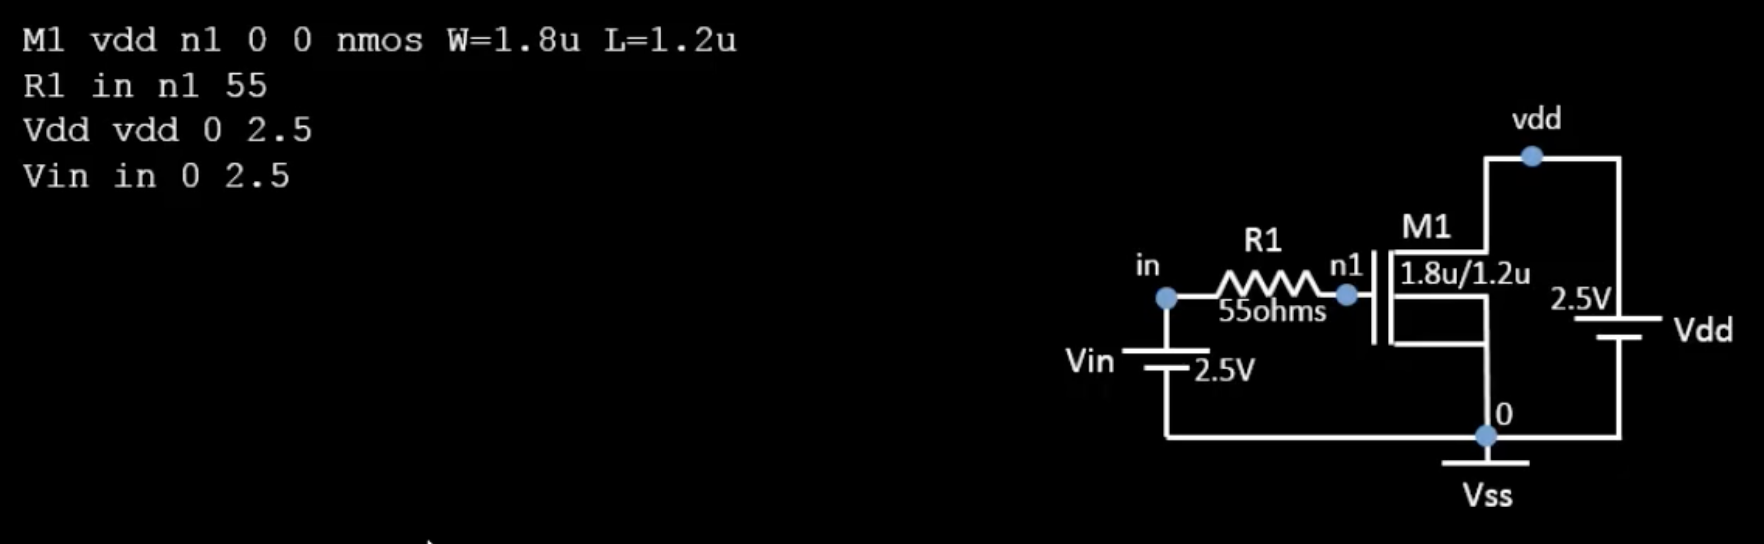 M1 vdd n1 0 0 nmos W=1.8u L=1.2u
R1 in n1 55
Vdd vdd 0 2.5
Vin in 0 2.5
vdd
M1
R1
in
n1
1.8u/1.2u
55ohms
2.5V
Vdd
Vin
2.5V
0
Vss